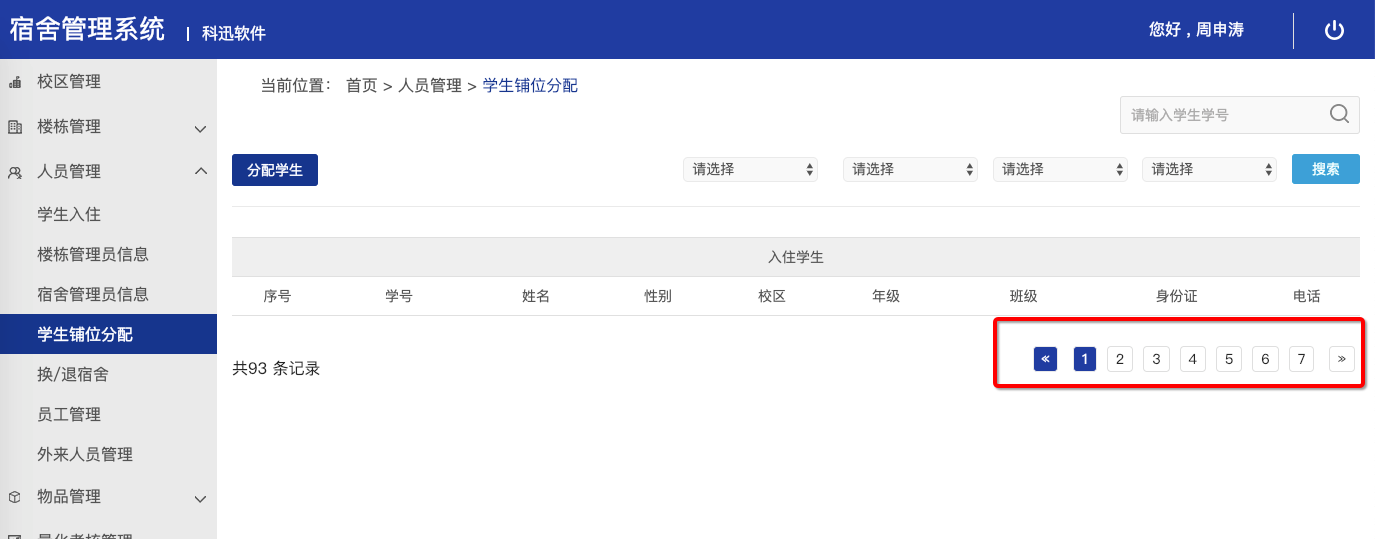 宿舍管理系统 | 科迅软件
您好，周申涛
校区管理
楼栋管理
人员管理
学生入住
楼栋管理员信息
宿舍管理员信息
学生铺位分配
换/退宿舍
员工管理
外来人员管理
物品管理
量化考核管理
当前位置： 首页 > 人员管理 > 学生铺位分配
请输入学生学号
分配学生 请选择 请选择 请选择 请选择 搜索
入住学生
序号 学号 姓名 性别 校区 年级 班级 身份证 电话
共93 条记录
« 1 2 3 4 5 6 7 »